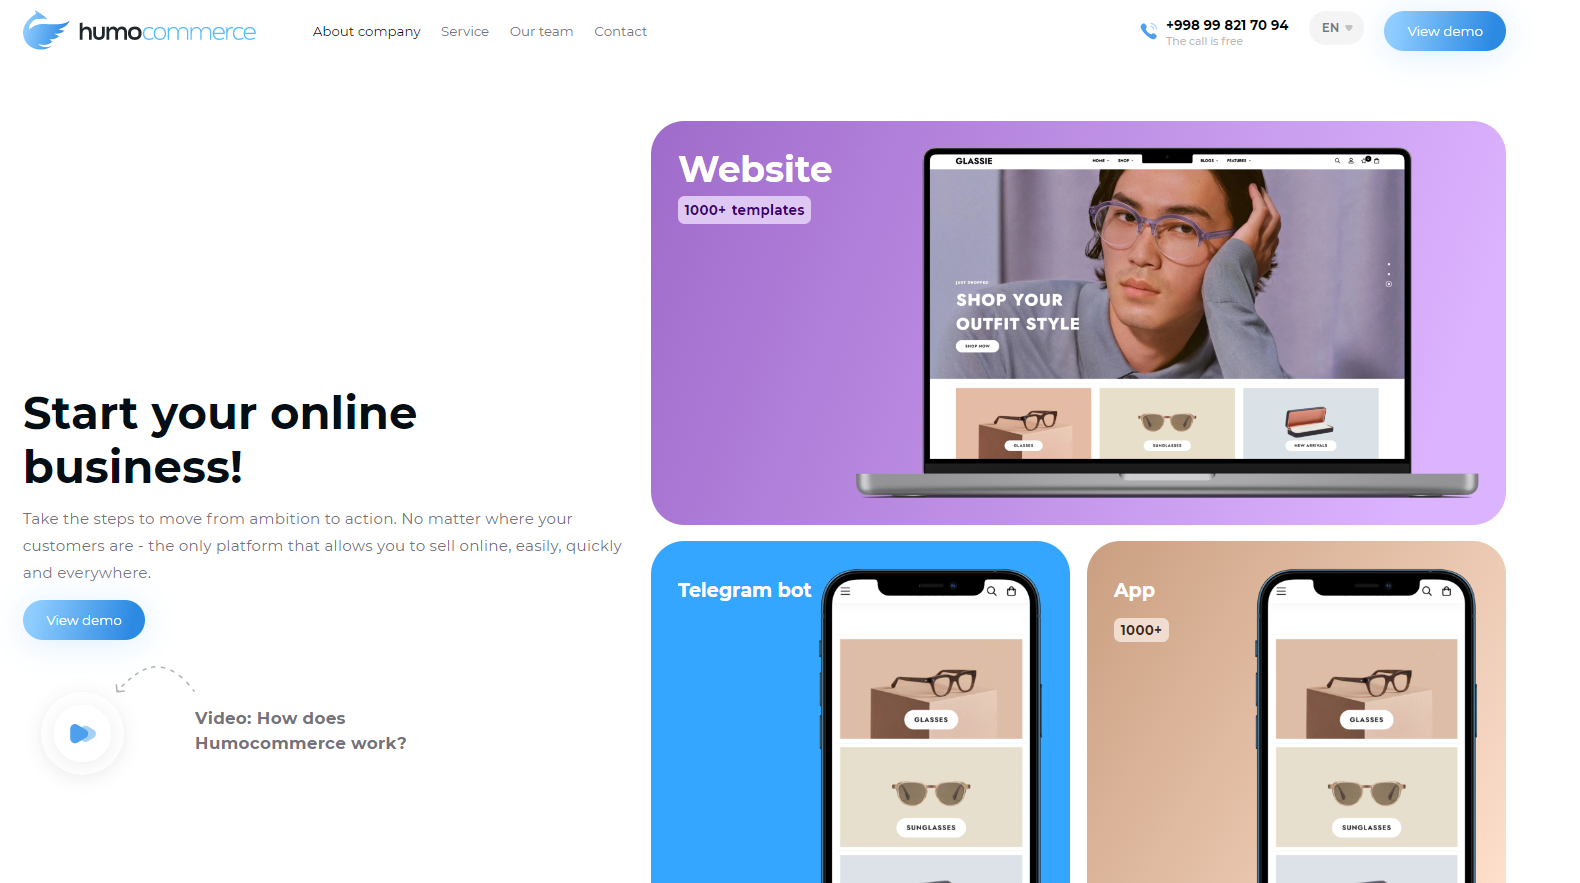 humocommerce
About company
Service
Our team
Contact
+998 99 821 70 94
The call is free
EN
View demo
Start your online
business!
Take the steps to move from ambition to action. No matter where your
customers are - the only platform that allows you to sell online, easily, quickly
and everywhere.
View demo
Video: How does
Humocommerce work?
Website
1000+ templates
GLASSIE
HOME
SHOP
BLOGS
FEATURES
JUST DROPPED
SHOP YOUR
OUTFIT STYLE
SHOP NOW
GLASSES
SUNGLASSES
NEW ARRIVALS
Telegram bot
GLASSES
SUNGLASSES
App
1000+
GLASSES
SUNGLASSES